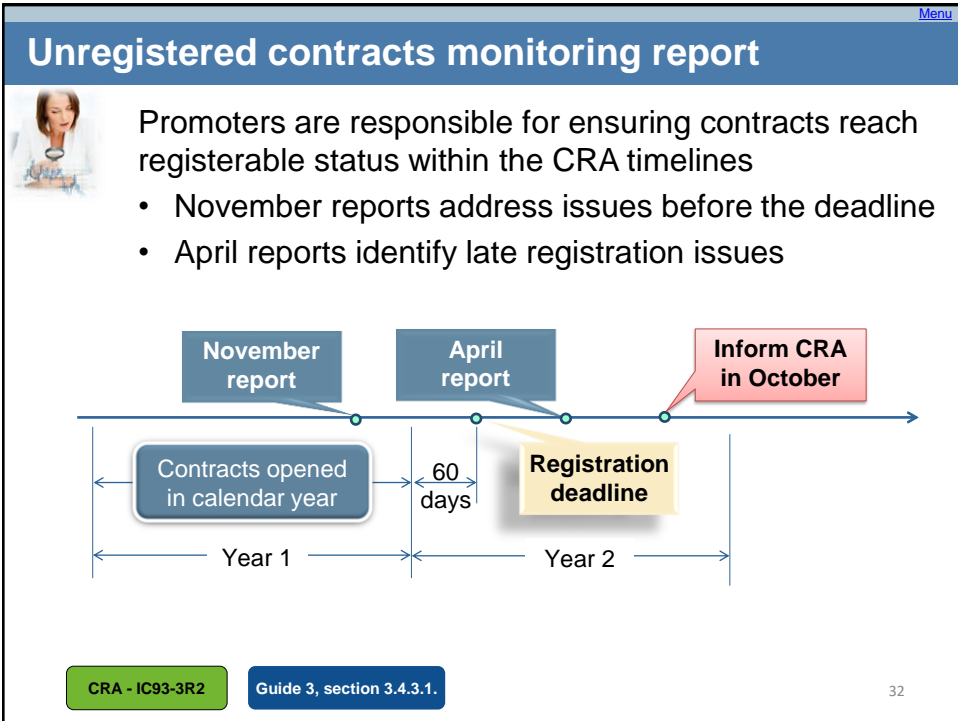 Menu
Unregistered contracts monitoring report
Promoters are responsible for ensuring contracts reach
registerable status within the CRA timelines
• November reports address issues before the deadline
• April reports identify late registration issues
November
report
April
report
Inform CRA
in October
Contracts opened
in calendar year
60
days
Registration
deadline
Year 1
Year 2
CRA - IC93-3R2
Guide 3, section 3.4.3.1.
32